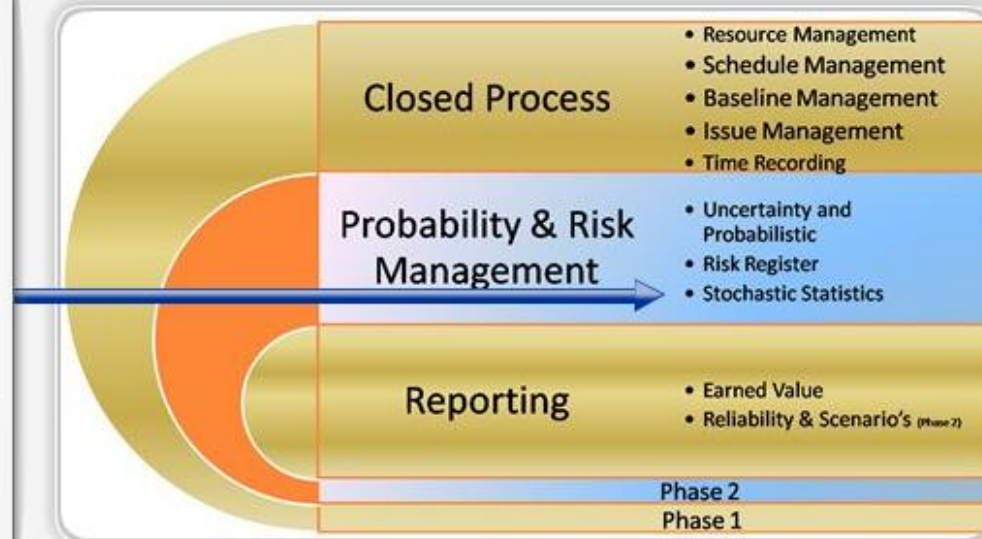 Closed Process
• Resource Management
• Schedule Management
• Baseline Management
• Issue Management
• Time Recording
Probability & Risk
Management
• Uncertainty and
Probabilistic
• Risk Register
• Stochastic Statistics
Reporting
• Earned Value
• Reliability & Scenario's (Phase 2)
Phase 2
Phase 1